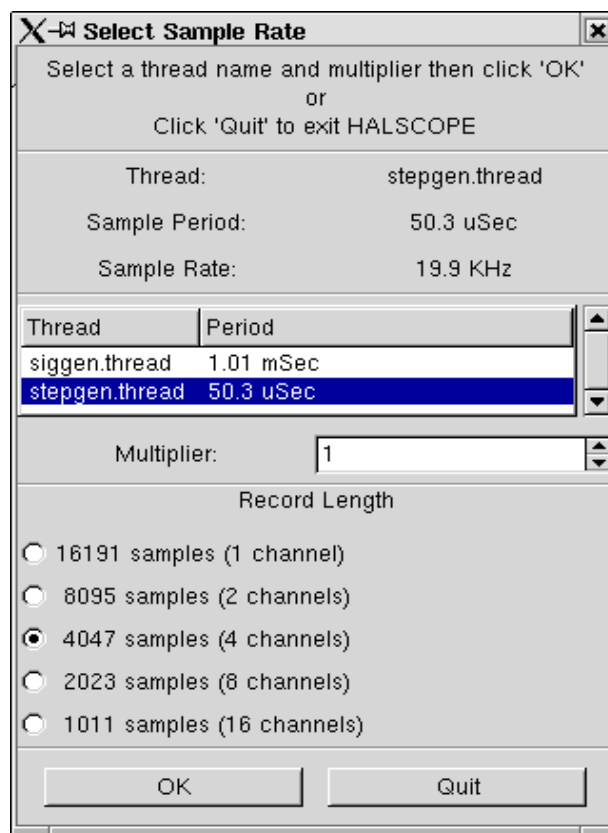 Select Sample Rate
Select a thread name and multiplier then click 'OK'
or
Click 'Quit' to exit HALSCOPE
Thread: stepgen.thread
Sample Period: 50.3 uSec
Sample Rate: 19.9 KHz
Thread Period
siggen.thread 1.01 mSec
stepgen.thread 50.3 uSec
Multiplier: 1
Record Length
16191 samples (1 channel)
8095 samples (2 channels)
4047 samples (4 channels)
2023 samples (8 channels)
1011 samples (16 channels)
OK Quit